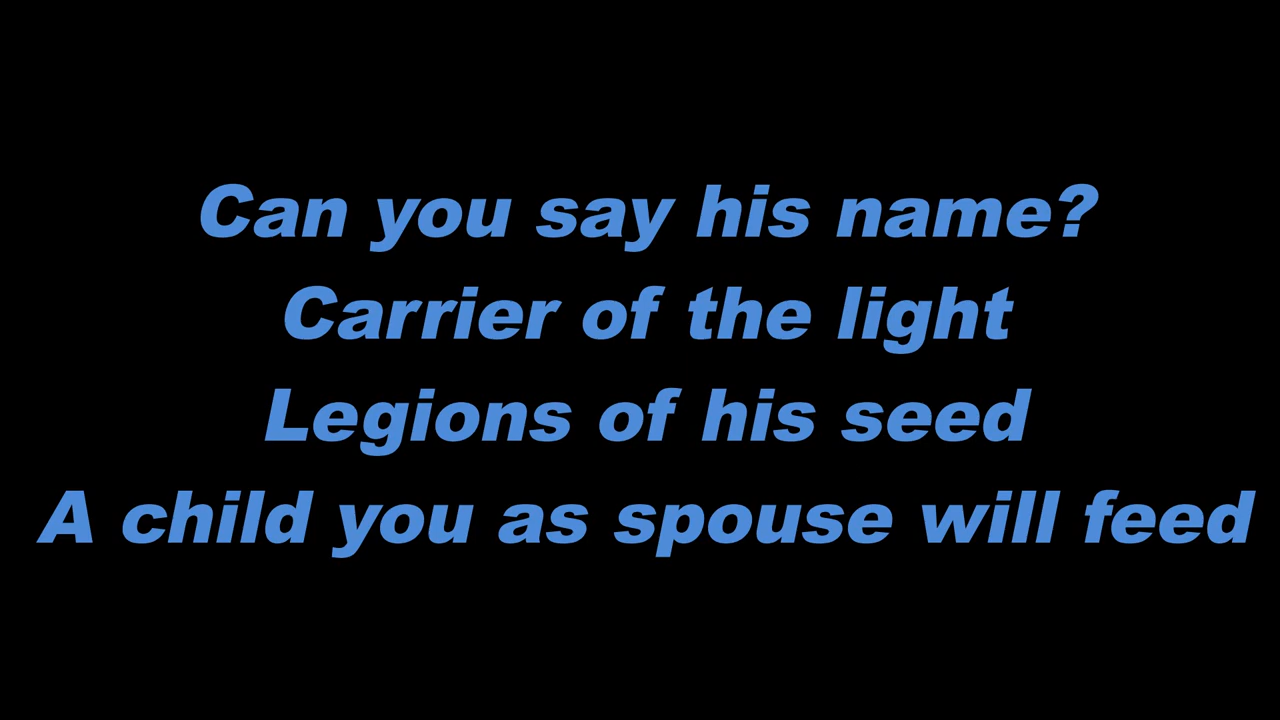 Can you say his name?
Carrier of the light
Legions of his seed
A child you as spouse will feed